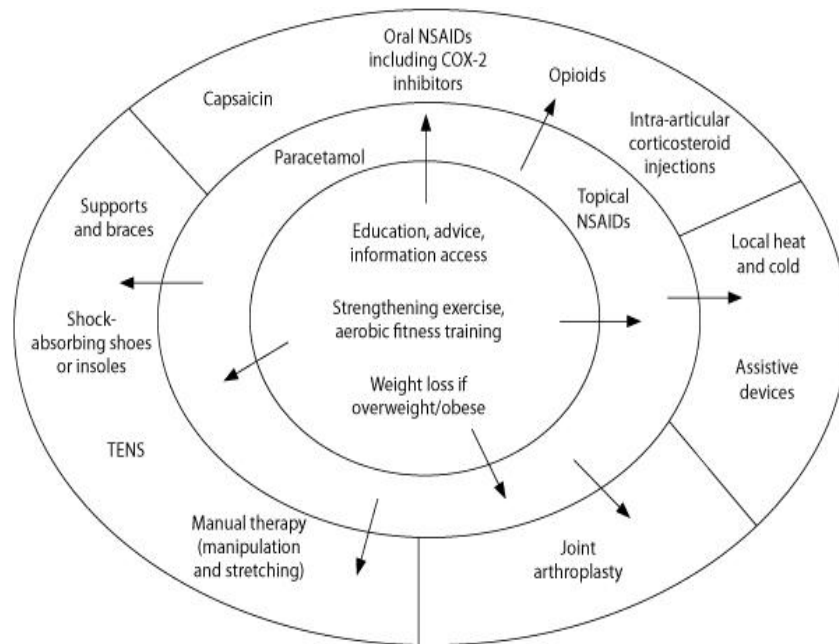 Oral NSAIDs
including COX-2
inhibitors
Opioids
Capsaicin
Intra-articular
corticosteroid
injections
Paracetamol
Topical
NSAIDs
Supports
and braces
Education, advice,
information access
Local heat
and cold
Shock-
absorbing shoes
or insoles
Strengthening exercise,
aerobic fitness training
Assistive
devices
Weight loss if
overweight/obese
TENS
Manual therapy
(manipulation
and stretching)
Joint
arthroplasty